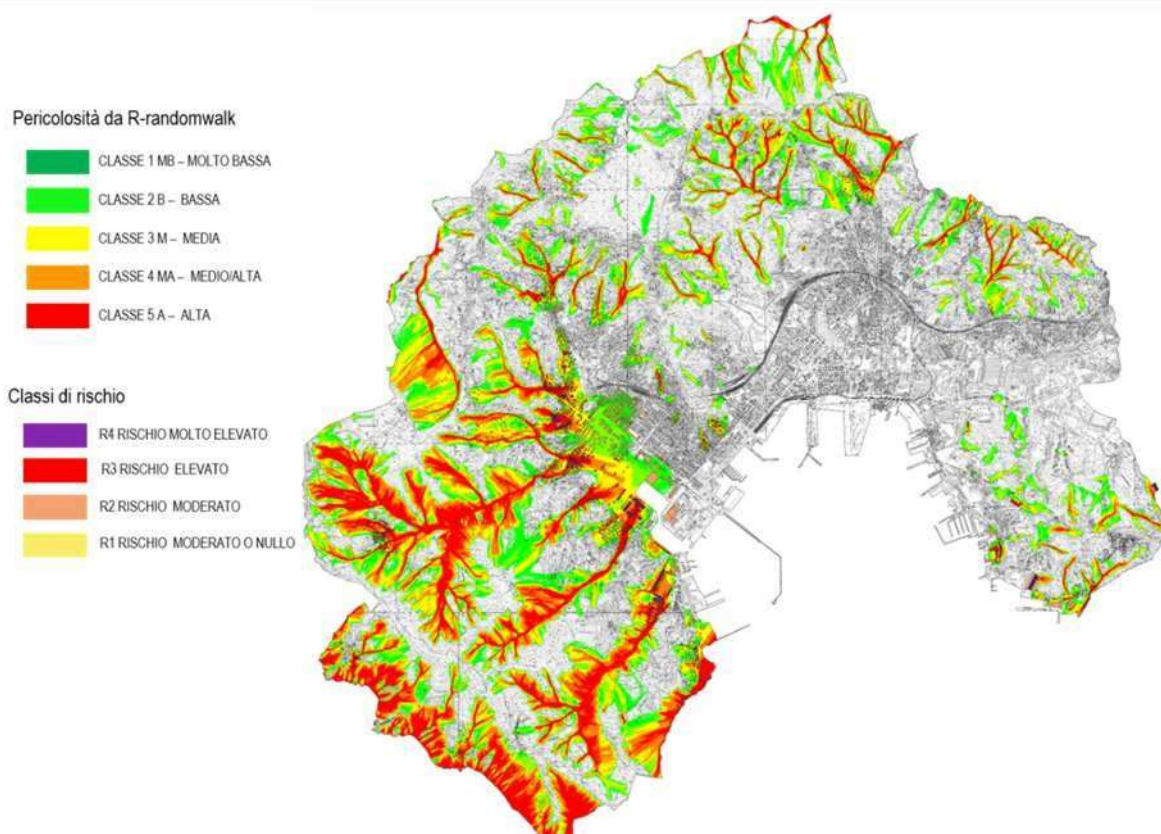 Pericolosità da R-randomwalk
CLASSE 1 MB – MOLTO BASSA
CLASSE 2 B – BASSA
CLASSE 3 M – MEDIA
CLASSE 4 MA – MEDIO/ALTA
CLASSE 5 A – ALTA
Classi di rischio
R4 RISCHIO MOLTO ELEVATO
R3 RISCHIO ELEVATO
R2 RISCHIO MODERATO
R1 RISCHIO MODERATO O NULLO